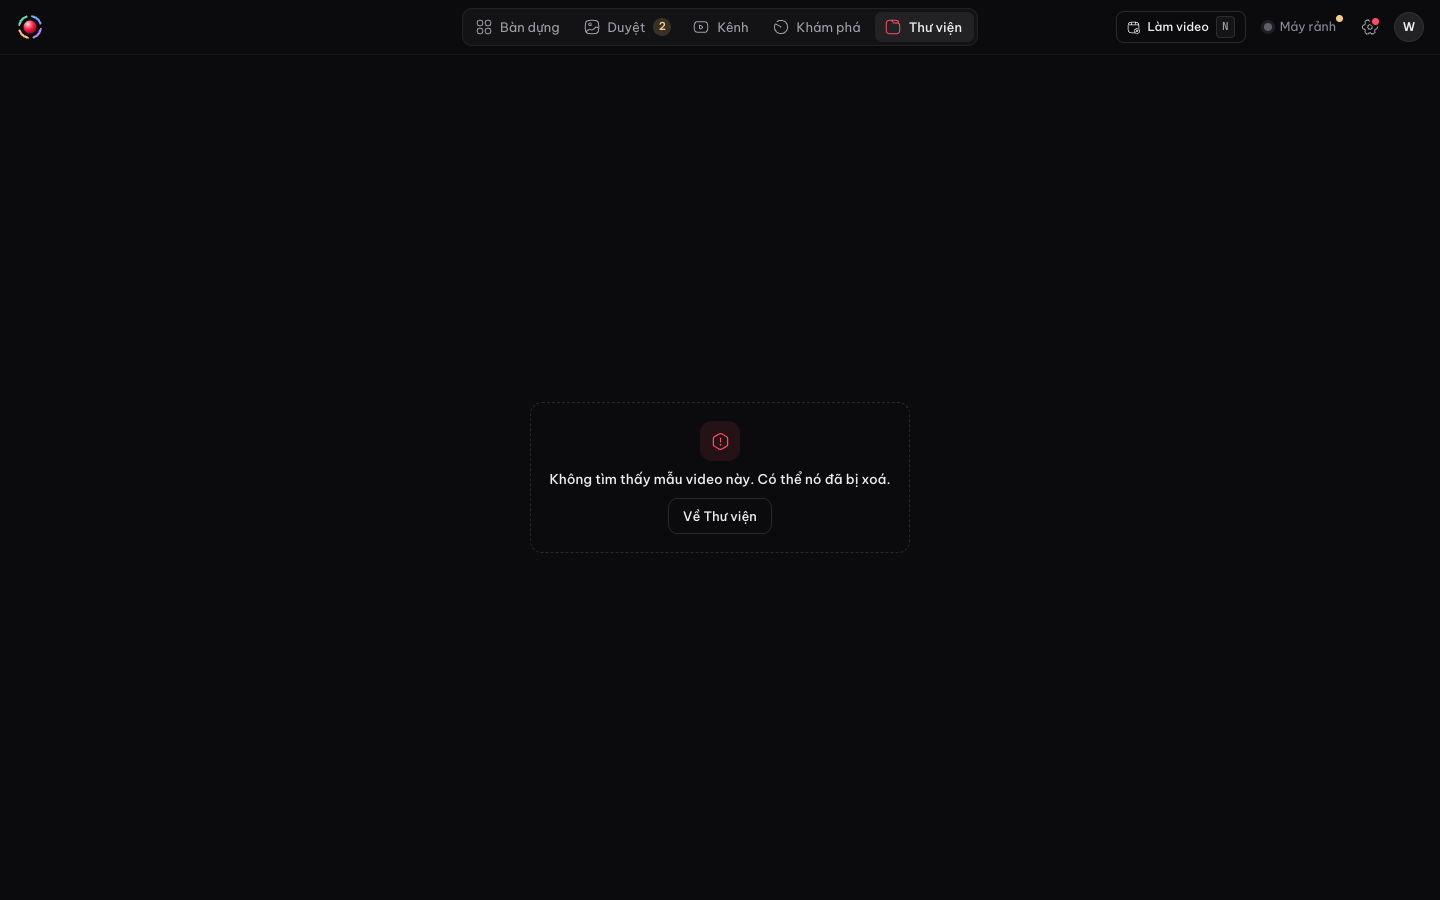 Bàn dựng
Duyệt 2
Kênh
Khám phá
Thư viện
Làm video N
Máy rảnh
W
Không tìm thấy mẫu video này. Có thể nó đã bị xoá.
Về Thư viện